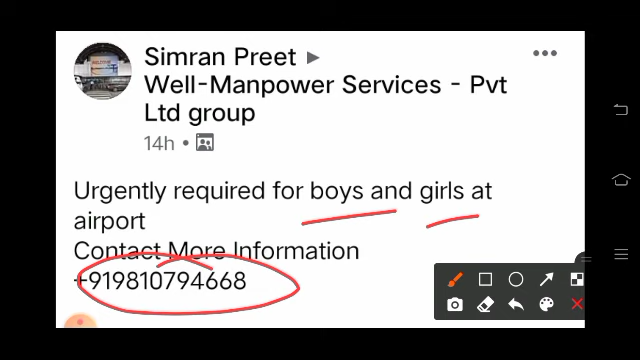 Simran Preet ▶
Well-Manpower Services - Pvt
Ltd group
14h •
Urgently required for boys and girls at
airport
Contact More Information
+919810794668